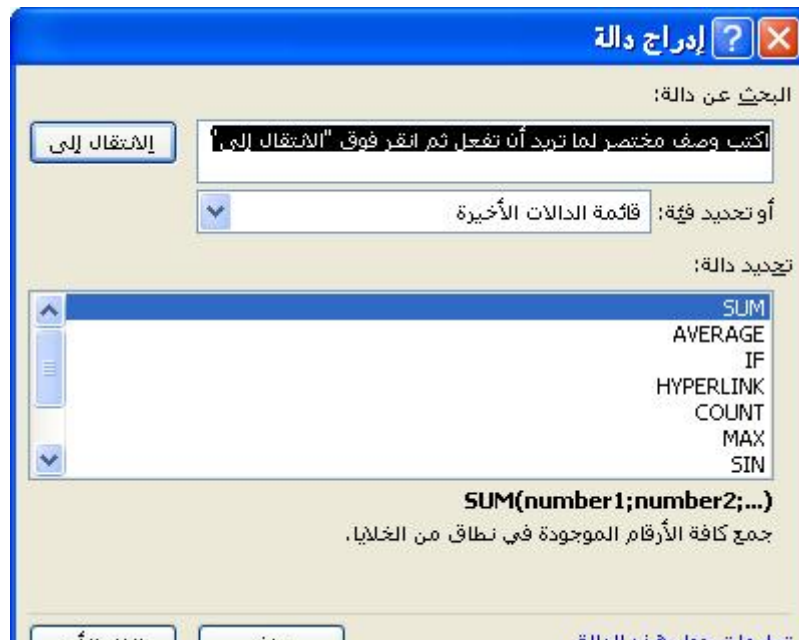 إدراج دالة
البحث عن دالة:
اكتب وصف مختصر لما تريد أن تفعل ثم انقر فوق "الانتقال إلى"
الانتقال إلى
أو تحديد فئة: قائمة الدالات الأخيرة
تحديد دالة:
SUM
AVERAGE
IF
HYPERLINK
COUNT
MAX
SIN
SUM(number1;number2;...)
جمع كافة الأرقام الموجودة في نطاق من الخلايا.